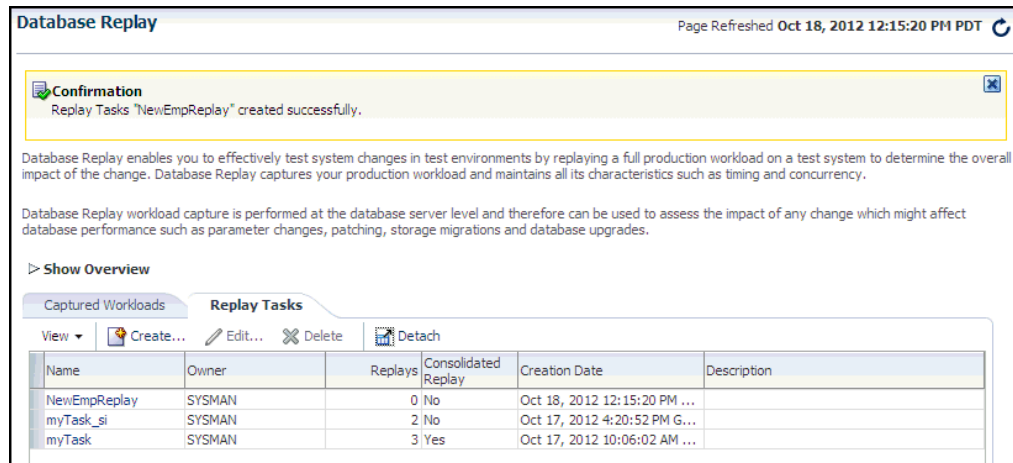 Database Replay
Page Refreshed Oct 18, 2012 12:15:20 PM PDT
Confirmation
Replay Tasks "NewEmpReplay" created successfully.
Database Replay enables you to effectively test system changes in test environments by replaying a full production workload on a test system to determine the overall
impact of the change. Database Replay captures your production workload and maintains all its characteristics such as timing and concurrency.
Database Replay workload capture is performed at the database server level and therefore can be used to assess the impact of any change which might affect
database performance such as parameter changes, patching, storage migrations and database upgrades.
Show Overview
Captured Workloads Replay Tasks
View Create... Edit... Delete Detach
Name Owner Replays Consolidated Replay Creation Date Description
NewEmpReplay SYSMAN 0 No Oct 18, 2012 12:15:20 PM ...
myTask_si SYSMAN 2 No Oct 17, 2012 4:20:52 PM G...
myTask SYSMAN 3 Yes Oct 17, 2012 10:06:02 AM ...